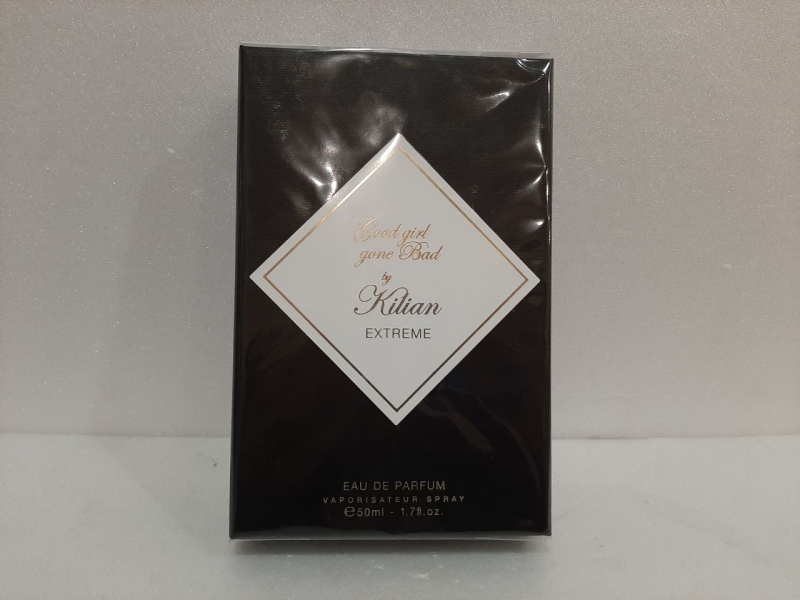 Good girl
gone Bad
by
Kilian
EXTREME
EAU DE PARFUM
VAPORISATEUR SPRAY
℮50ml - 1.7fl.oz.